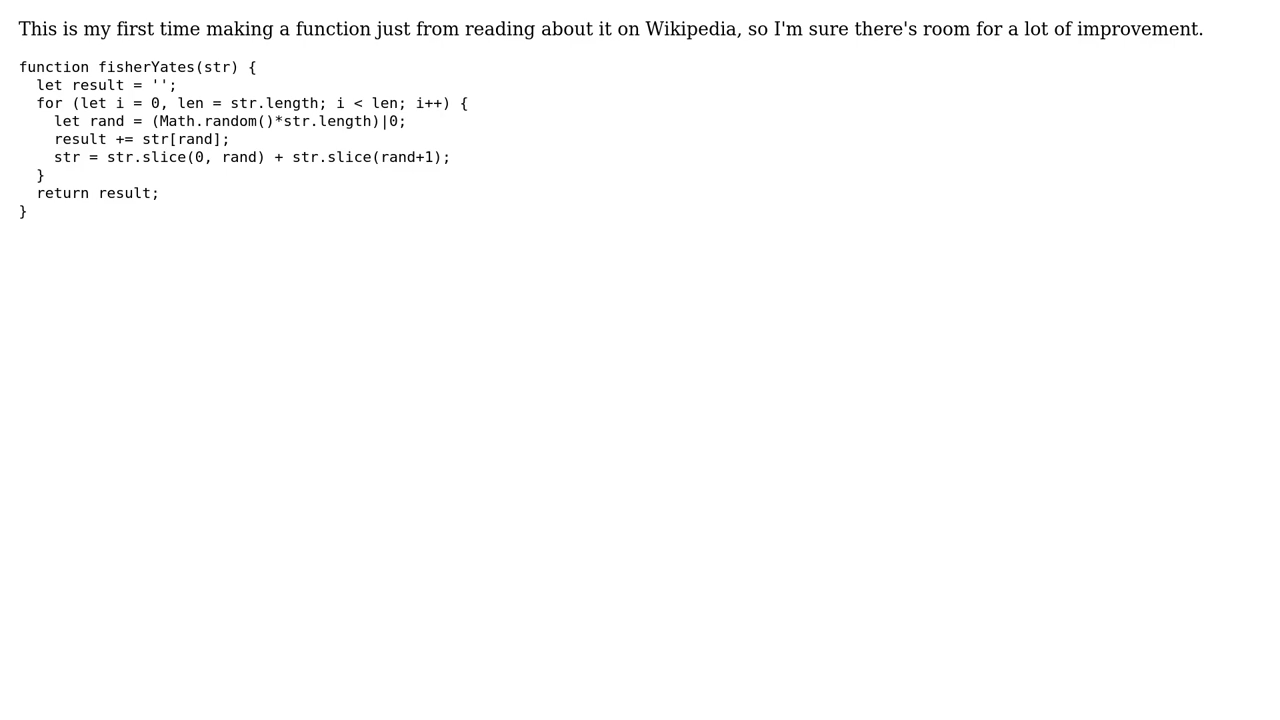 This is my first time making a function just from reading about it on Wikipedia, so I'm sure there's room for a lot of improvement.
function fisherYates(str) {
  let result = '';
  for (let i = 0, len = str.length; i < len; i++) {
    let rand = (Math.random()*str.length)|0;
    result += str[rand];
    str = str.slice(0, rand) + str.slice(rand+1);
  }
  return result;
}